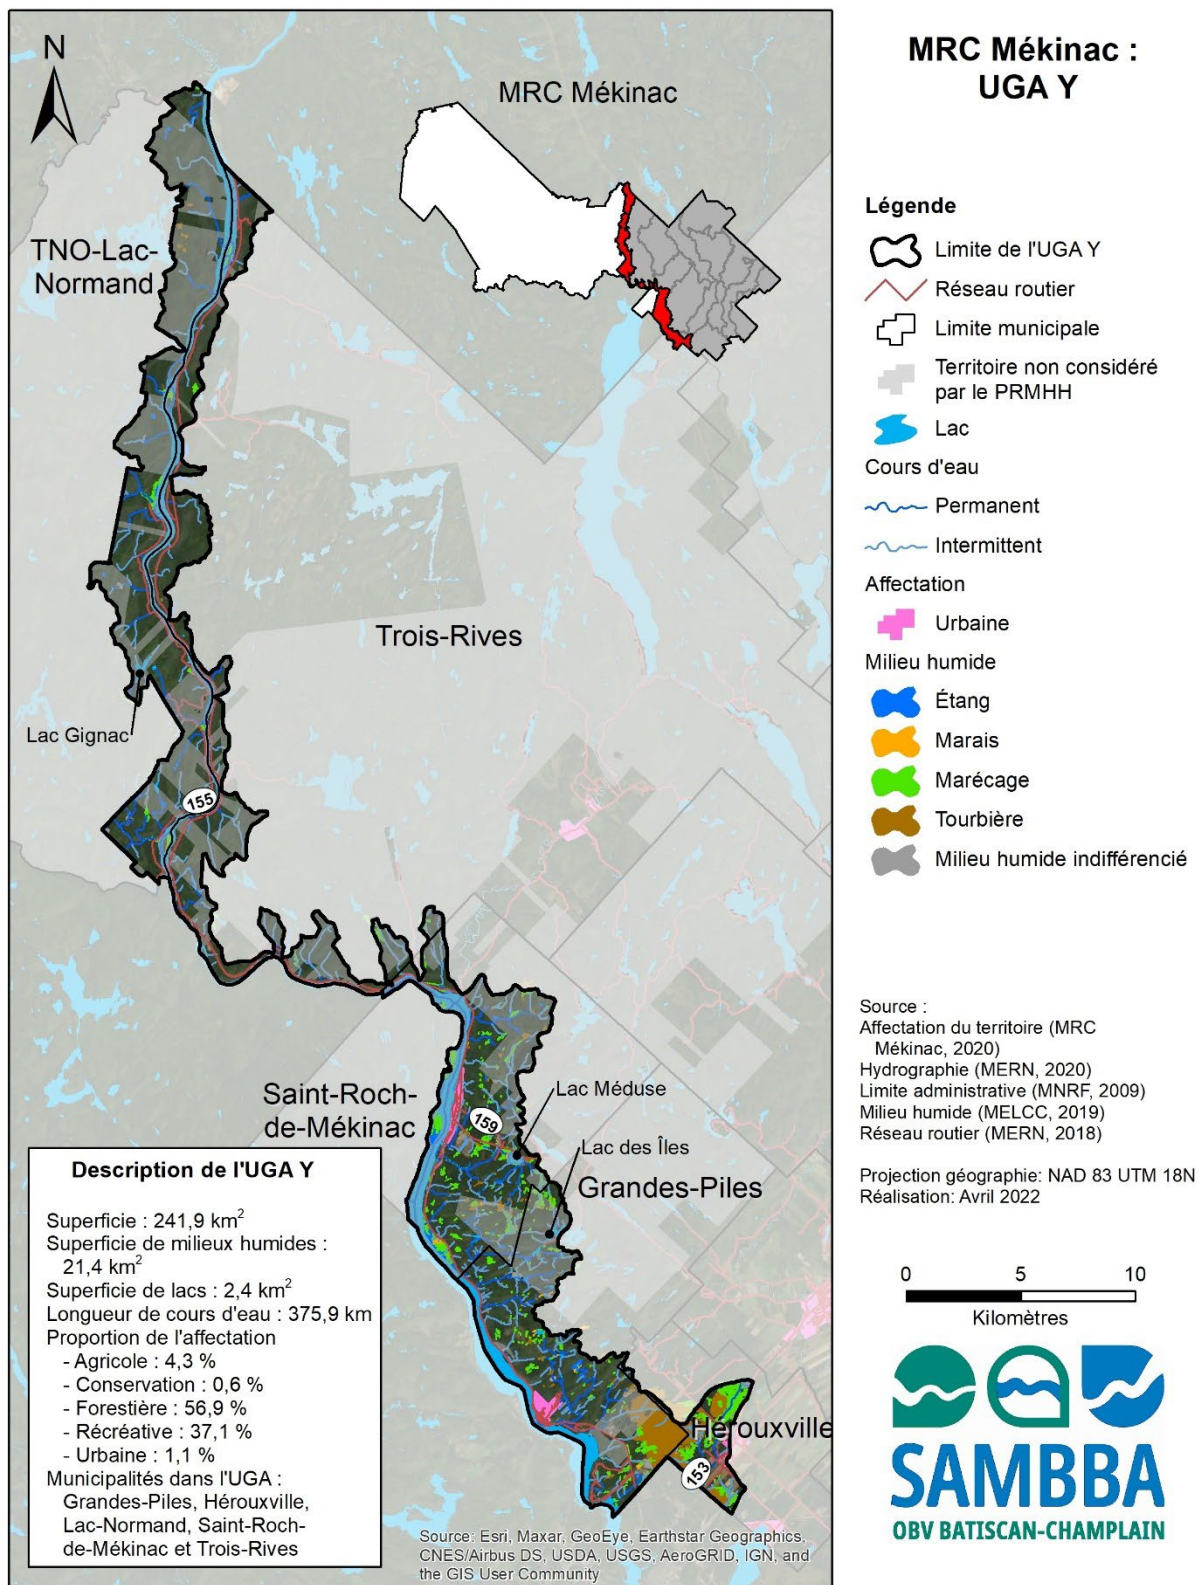 N
MRC Mékinac
TNO-Lac-
Normand
Trois-Rives
Lac Gignac
155
Saint-Roch-
de-Mékinac
159
Lac Méduse
Lac des Îles
Grandes-Piles
Hérouxville
153
Description de l'UGA Y
Superficie : 241,9 km²
Superficie de milieux humides :
21,4 km²
Superficie de lacs : 2,4 km²
Longueur de cours d'eau : 375,9 km
Proportion de l'affectation
- Agricole : 4,3 %
- Conservation : 0,6 %
- Forestière : 56,9 %
- Récréative : 37,1 %
- Urbaine : 1,1 %
Municipalités dans l'UGA :
Grandes-Piles, Hérouxville,
Lac-Normand, Saint-Roch-
de-Mékinac et Trois-Rives
Source: Esri, Maxar, GeoEye, Earthstar Geographics,
CNES/Airbus DS, USDA, USGS, AeroGRID, IGN, and
the GIS User Community
MRC Mékinac :
UGA Y
Légende
Limite de l'UGA Y
Réseau routier
Limite municipale
Territoire non considéré
par le PRMHH
Lac
Cours d'eau
Permanent
Intermittent
Affectation
Urbaine
Milieu humide
Étang
Marais
Marécage
Tourbière
Milieu humide indifférencié
Source :
Affectation du territoire (MRC
Mékinac, 2020)
Hydrographie (MERN, 2020)
Limite administrative (MNRF, 2009)
Milieu humide (MELCC, 2019)
Réseau routier (MERN, 2018)
Projection géographie: NAD 83 UTM 18N
Réalisation: Avril 2022
0 5 10
Kilomètres
SAMBBA
OBV BATISCAN-CHAMPLAIN